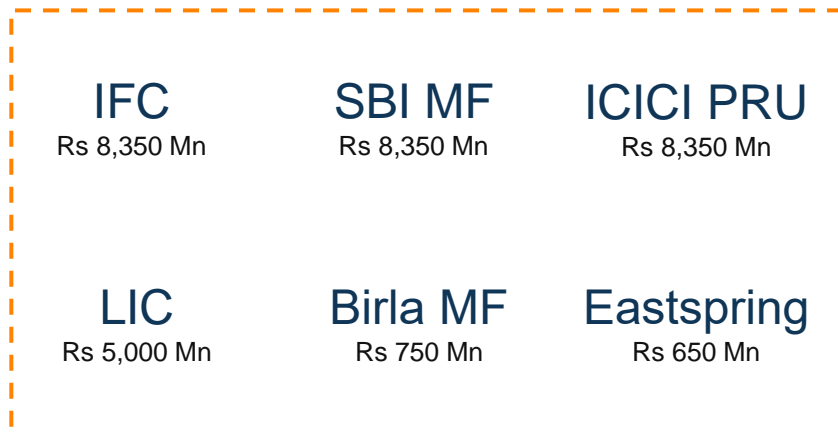 IFC
Rs 8,350 Mn
SBI MF
Rs 8,350 Mn
ICICI PRU
Rs 8,350 Mn
LIC
Rs 5,000 Mn
Birla MF
Rs 750 Mn
Eastspring
Rs 650 Mn